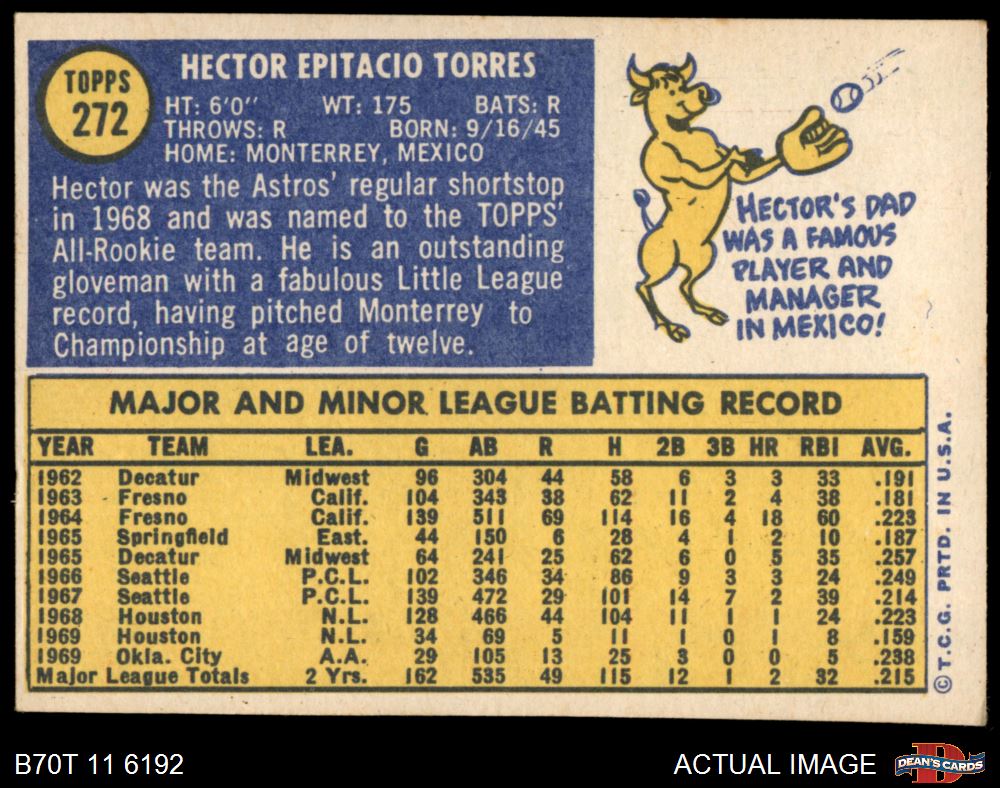 TOPPS
272
HECTOR EPITACIO TORRES
HT: 6'0" WT: 175 BATS: R
THROWS: R BORN: 9/16/45
HOME: MONTERREY, MEXICO
Hector was the Astros' regular shortstop
in 1968 and was named to the TOPPS'
All-Rookie team. He is an outstanding
gloveman with a fabulous Little League
record, having pitched Monterrey to
Championship at age of twelve.
HECTOR'S DAD
WAS A FAMOUS
PLAYER AND
MANAGER
IN MEXICO!
MAJOR AND MINOR LEAGUE BATTING RECORD
YEAR TEAM LEA. G AB R H 2B 3B HR RBI AVG.
1962 Decatur Midwest 96 304 44 58 6 3 3 33 .191
1963 Fresno Calif. 104 343 38 62 11 2 4 38 .181
1964 Fresno Calif. 139 511 69 114 16 4 18 60 .223
1965 Springfield East. 44 150 6 28 4 1 2 10 .187
1965 Decatur Midwest 64 241 25 62 6 0 5 35 .257
1966 Seattle P.C.L. 102 346 34 86 9 3 3 24 .249
1967 Seattle P.C.L. 139 472 29 101 14 7 2 39 .214
1968 Houston N.L. 128 466 44 104 11 1 1 24 .223
1969 Houston N.L. 34 69 5 11 1 0 1 8 .159
1969 Okla. City A.A. 29 105 13 25 3 0 0 5 .238
Major League Totals 2 Yrs. 162 535 49 115 12 1 2 32 .215
© T.C.G. PRTD. IN U.S.A.
B70T 11 6192
ACTUAL IMAGE
DEAN'S CARDS